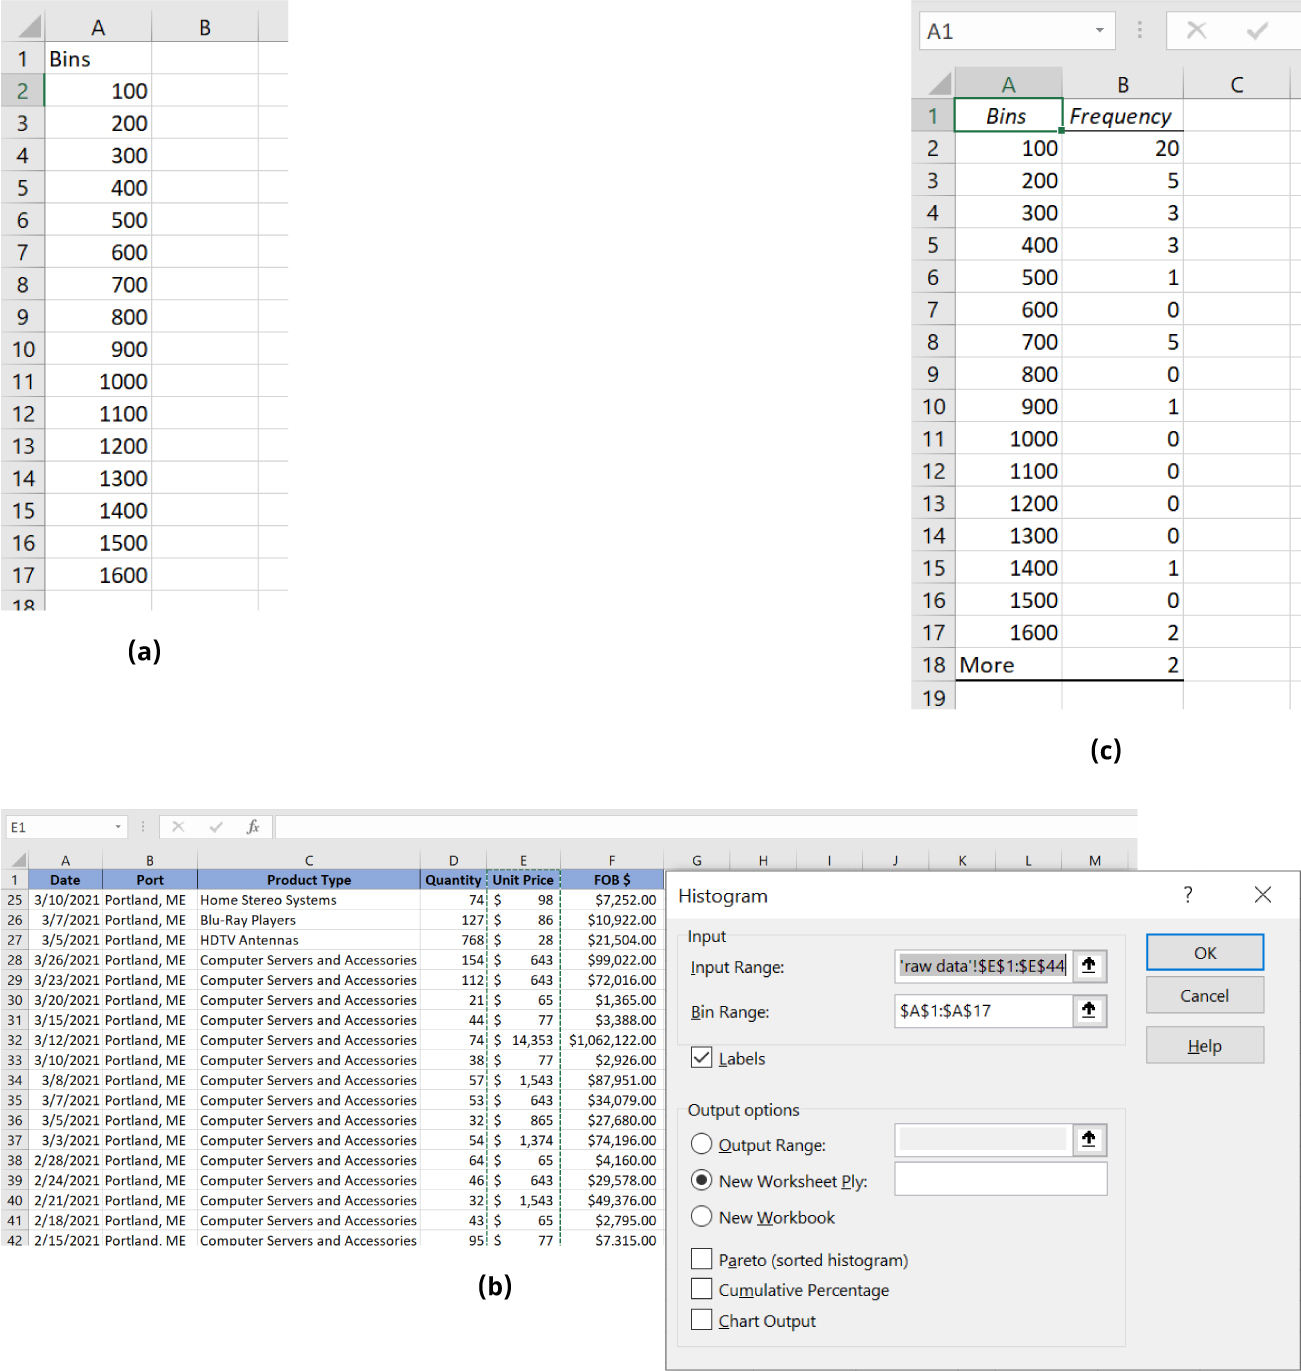 A B
1 Bins
2 100
3 200
4 300
5 400
6 500
7 600
8 700
9 800
10 900
11 1000
12 1100
13 1200
14 1300
15 1400
16 1500
17 1600
18
(a)
A1
A B C
1 Bins Frequency
2 100 20
3 200 5
4 300 3
5 400 3
6 500 1
7 600 0
8 700 5
9 800 0
10 900 1
11 1000 0
12 1100 0
13 1200 0
14 1300 0
15 1400 1
16 1500 0
17 1600 2
18 More 2
19
(c)
E1 fx
A B C D E F G H I J K L M
1 Date Port Product Type Quantity Unit Price FOB $
25 3/10/2021 Portland, ME Home Stereo Systems 74 $ 98 $7,252.00
26 3/7/2021 Portland, ME Blu-Ray Players 127 $ 86 $10,922.00
27 3/5/2021 Portland, ME HDTV Antennas 768 $ 28 $21,504.00
28 3/26/2021 Portland, ME Computer Servers and Accessories 154 $ 643 $99,022.00
29 3/23/2021 Portland, ME Computer Servers and Accessories 112 $ 643 $72,016.00
30 3/20/2021 Portland, ME Computer Servers and Accessories 21 $ 65 $1,365.00
31 3/15/2021 Portland, ME Computer Servers and Accessories 44 $ 77 $3,388.00
32 3/12/2021 Portland, ME Computer Servers and Accessories 74 $ 14,353 $1,062,122.00
33 3/10/2021 Portland, ME Computer Servers and Accessories 38 $ 77 $2,926.00
34 3/8/2021 Portland, ME Computer Servers and Accessories 57 $ 1,543 $87,951.00
35 3/7/2021 Portland, ME Computer Servers and Accessories 53 $ 643 $34,079.00
36 3/5/2021 Portland, ME Computer Servers and Accessories 32 $ 865 $27,680.00
37 3/3/2021 Portland, ME Computer Servers and Accessories 54 $ 1,374 $74,196.00
38 2/28/2021 Portland, ME Computer Servers and Accessories 64 $ 65 $4,160.00
39 2/24/2021 Portland, ME Computer Servers and Accessories 46 $ 643 $29,578.00
40 2/21/2021 Portland, ME Computer Servers and Accessories 32 $ 1,543 $49,376.00
41 2/18/2021 Portland, ME Computer Servers and Accessories 43 $ 65 $2,795.00
42 2/15/2021 Portland, ME Computer Servers and Accessories 95 $ 77 $7,315.00
(b)
Histogram ?
Input
Input Range: 'raw data'!$E$1:$E$44
Bin Range: $A$1:$A$17
Labels
OK
Cancel
Help
Output options
Output Range:
New Worksheet Ply:
New Workbook
Pareto (sorted histogram)
Cumulative Percentage
Chart Output